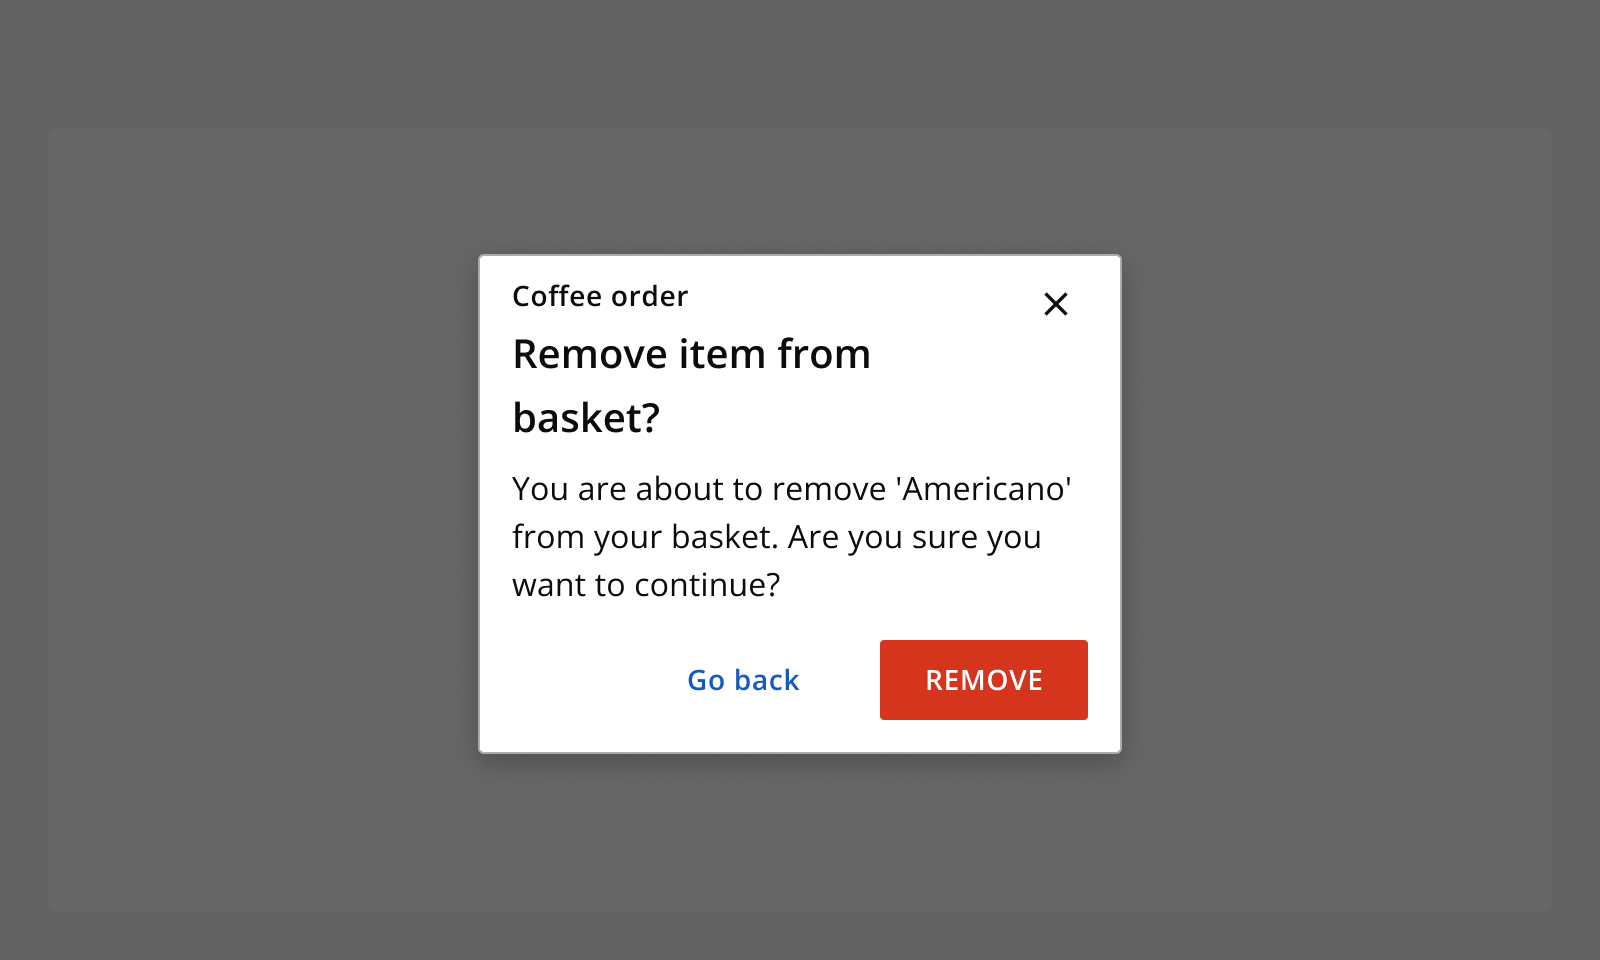 Coffee order
Remove item from
basket?
You are about to remove 'Americano'
from your basket. Are you sure you
want to continue?
Go back
REMOVE